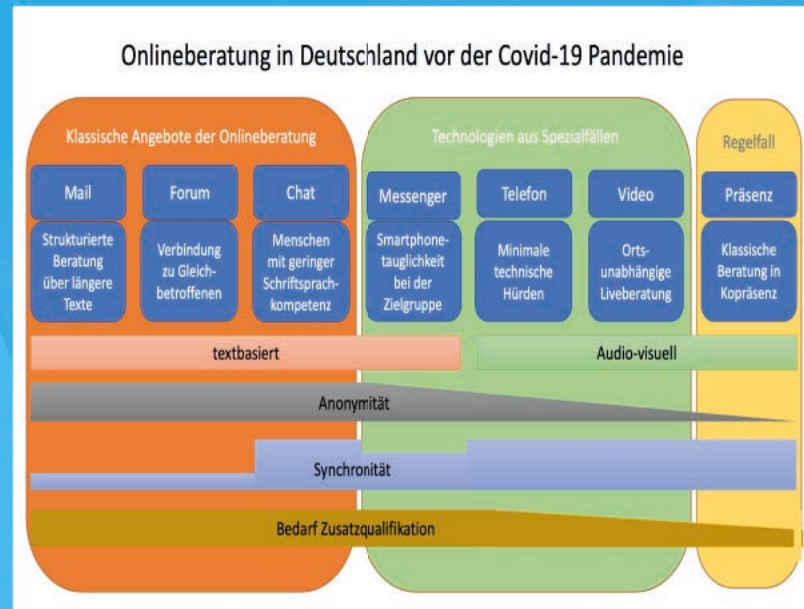 Onlineberatung in Deutschland vor der Covid-19 Pandemie
Klassische Angebote der Onlineberatung
Mail
Strukturierte
Beratung
über längere
Texte
Forum
Verbindung
zu Gleich-
betroffenen
Chat
Menschen
mit geringer
Schriftsprach-
kompetenz
Technologien aus Spezialfällen
Messenger
Smartphone-
tauglichkeit
bei der
Zielgruppe
Telefon
Minimale
technische
Hürden
Video
Orts-
unabhängige
Liveberatung
Regelfall
Präsenz
Klassische
Beratung in
Kopräsenz
textbasiert
Audio-visuell
Anonymität
Synchronität
Bedarf Zusatzqualifikation